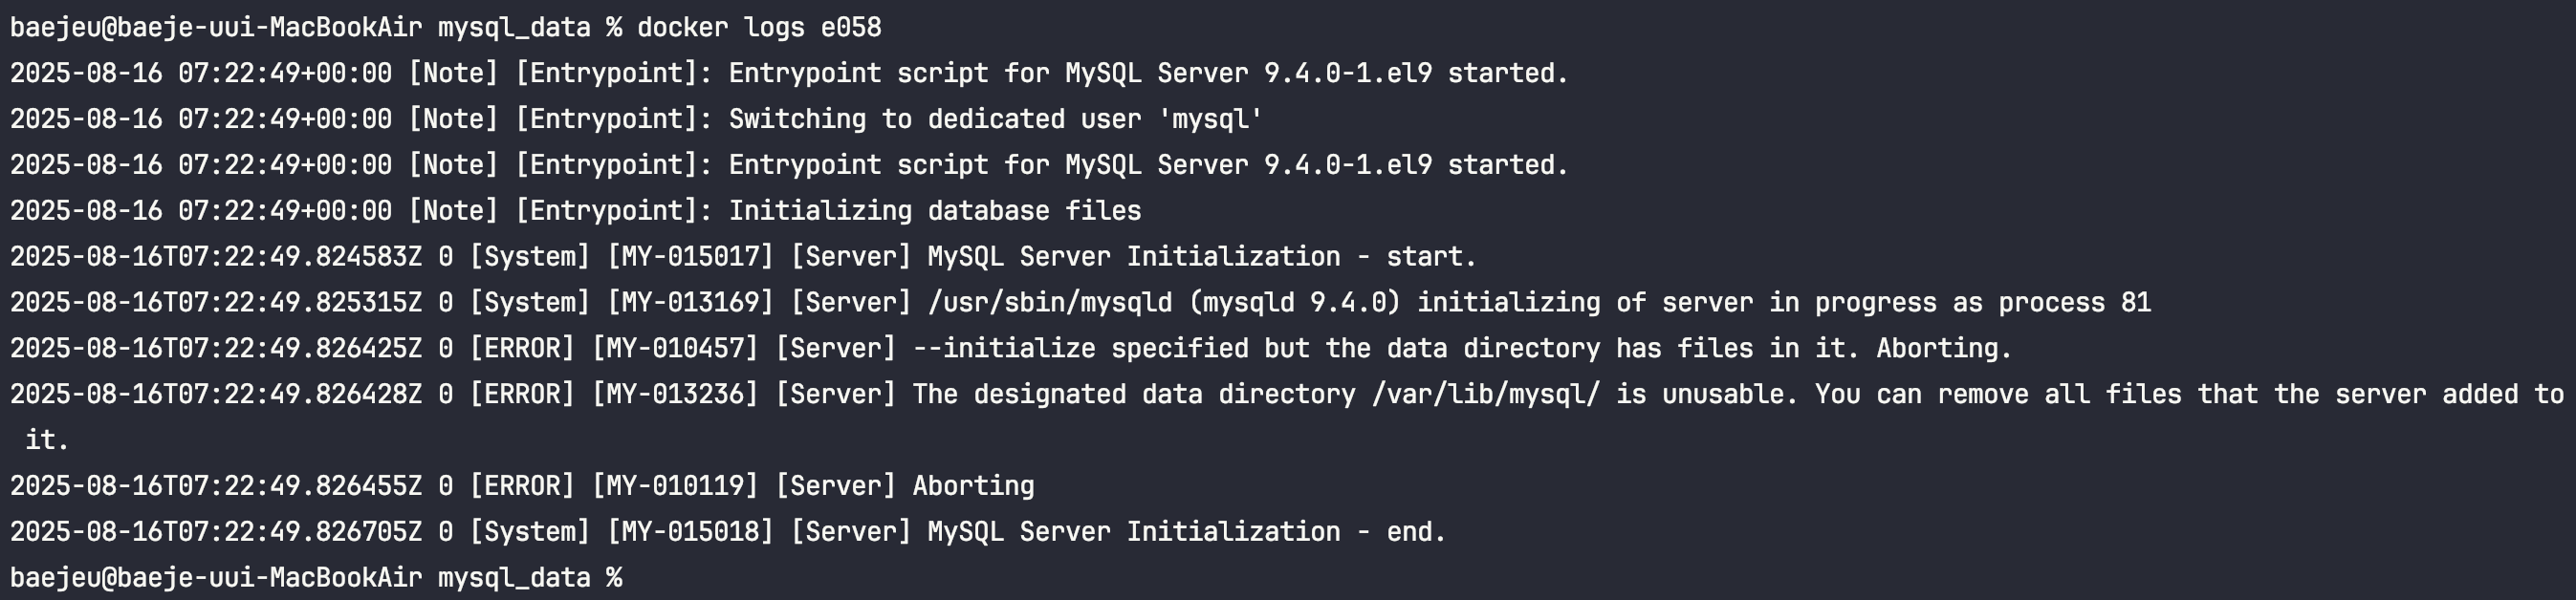 baejeu@baeje-uui-MacBookAir mysql_data % docker logs e058
2025-08-16 07:22:49+00:00 [Note] [Entrypoint]: Entrypoint script for MySQL Server 9.4.0-1.el9 started.
2025-08-16 07:22:49+00:00 [Note] [Entrypoint]: Switching to dedicated user 'mysql'
2025-08-16 07:22:49+00:00 [Note] [Entrypoint]: Entrypoint script for MySQL Server 9.4.0-1.el9 started.
2025-08-16 07:22:49+00:00 [Note] [Entrypoint]: Initializing database files
2025-08-16T07:22:49.824583Z 0 [System] [MY-015017] [Server] MySQL Server Initialization - start.
2025-08-16T07:22:49.825315Z 0 [System] [MY-013169] [Server] /usr/sbin/mysqld (mysqld 9.4.0) initializing of server in progress as process 81
2025-08-16T07:22:49.826425Z 0 [ERROR] [MY-010457] [Server] --initialize specified but the data directory has files in it. Aborting.
2025-08-16T07:22:49.826428Z 0 [ERROR] [MY-013236] [Server] The designated data directory /var/lib/mysql/ is unusable. You can remove all files that the server added to
it.
2025-08-16T07:22:49.826455Z 0 [ERROR] [MY-010119] [Server] Aborting
2025-08-16T07:22:49.826705Z 0 [System] [MY-015018] [Server] MySQL Server Initialization - end.
baejeu@baeje-uui-MacBookAir mysql_data %